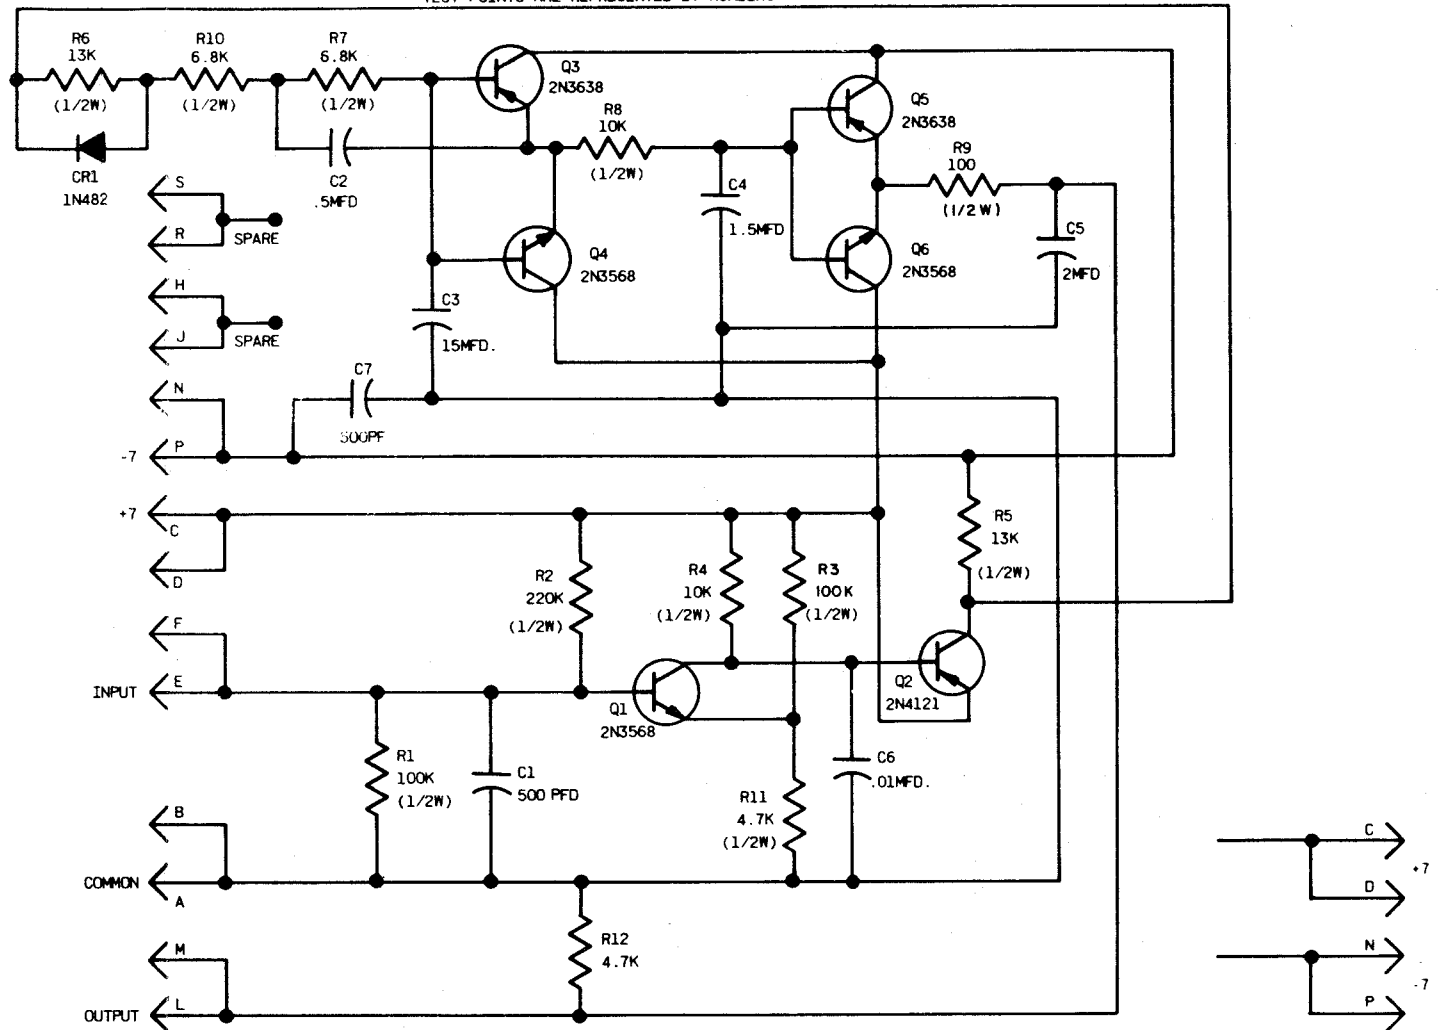 R6
13K
(1/2W)
R10
6.8K
(1/2W)
R7
6.8K
(1/2W)
Q3
2N3638
Q5
2N3638
R8
10K
(1/2W)
R9
100
(1/2W)
CR1
1N482
C2
.5MFD
C4
1.5MFD
C5
2MFD
S
R
SPARE
Q4
2N3568
Q6
2N3568
H
J
SPARE
C3
15MFD.
C7
500PF
N
-7
P
+7
C
D
R5
13K
(1/2W)
R2
220K
(1/2W)
R4
10K
(1/2W)
R3
100K
(1/2W)
F
INPUT
E
Q1
2N3568
Q2
2N4121
R1
100K
(1/2W)
C1
500 PFD
C6
.01MFD.
R11
4.7K
(1/2W)
B
COMMON
A
R12
4.7K
M
OUTPUT
L
C
+7
D
N
-7
P